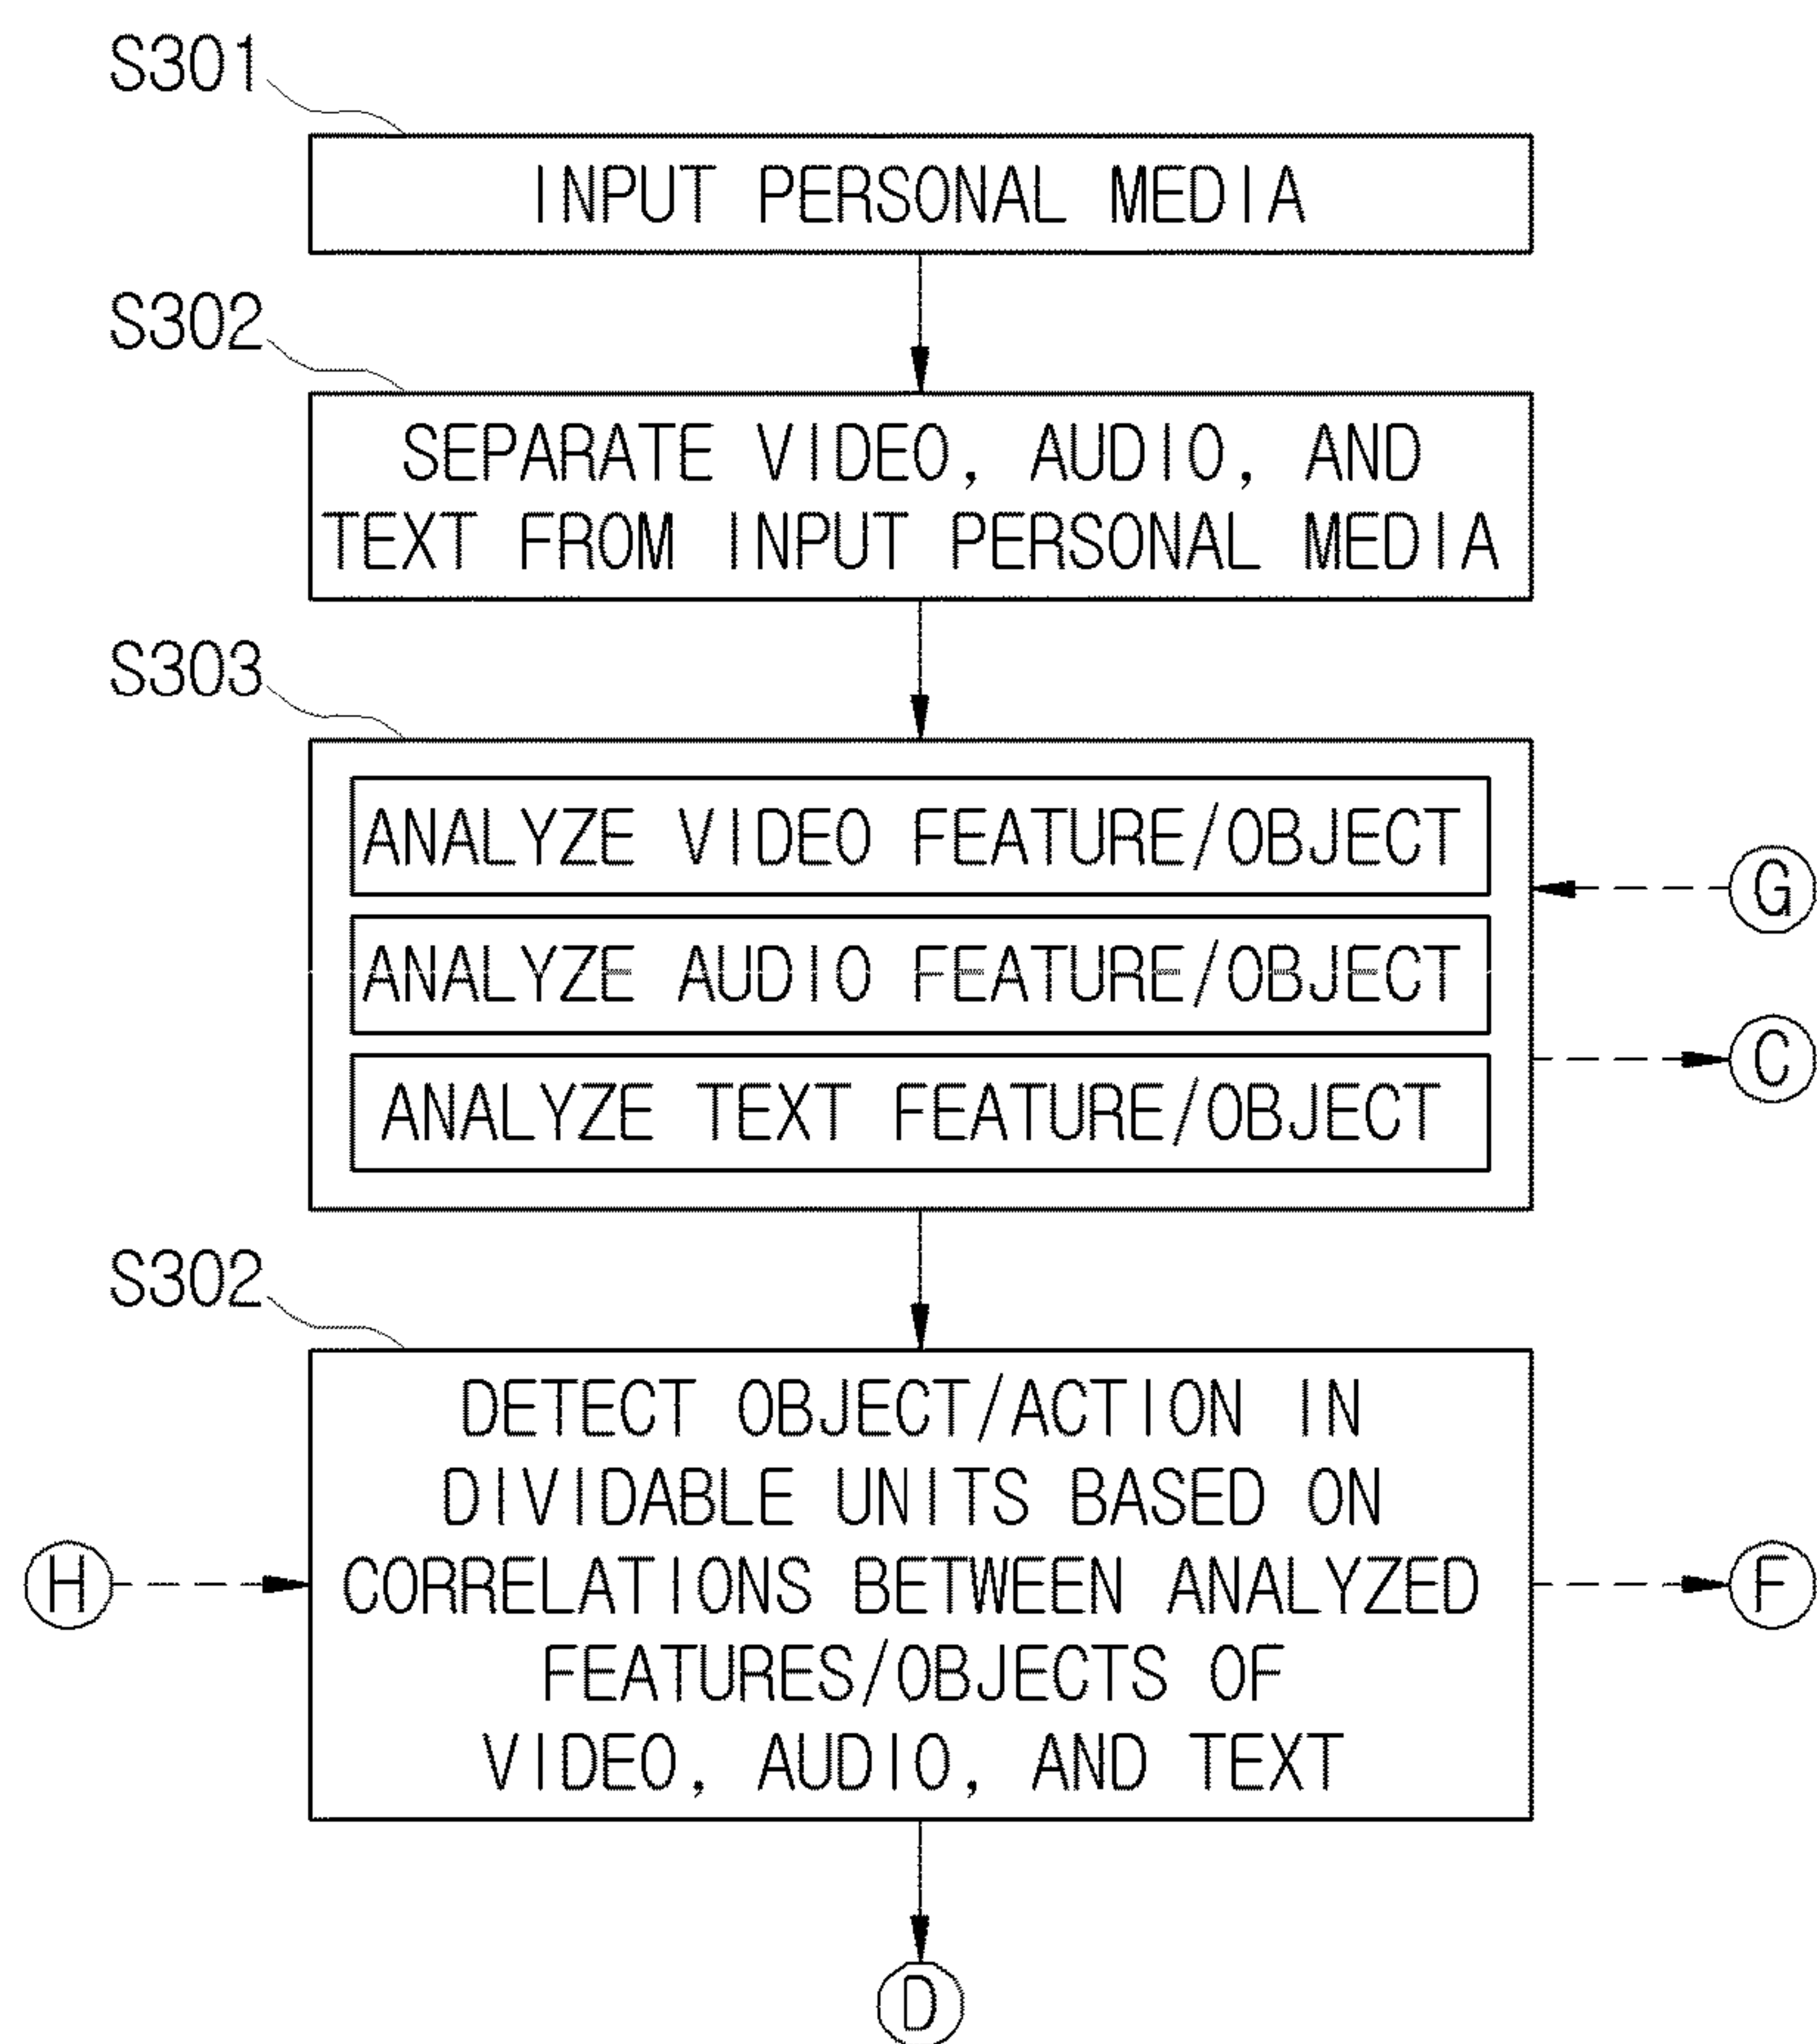 S301
INPUT PERSONAL MEDIA
S302
SEPARATE VIDEO, AUDIO, AND
TEXT FROM INPUT PERSONAL MEDIA
S303
ANALYZE VIDEO FEATURE/OBJECT
G
ANALYZE AUDIO FEATURE/OBJECT
C
ANALYZE TEXT FEATURE/OBJECT
S302
DETECT OBJECT/ACTION IN
DIVIDABLE UNITS BASED ON
H
CORRELATIONS BETWEEN ANALYZED
F
FEATURES/OBJECTS OF
VIDEO, AUDIO, AND TEXT
D